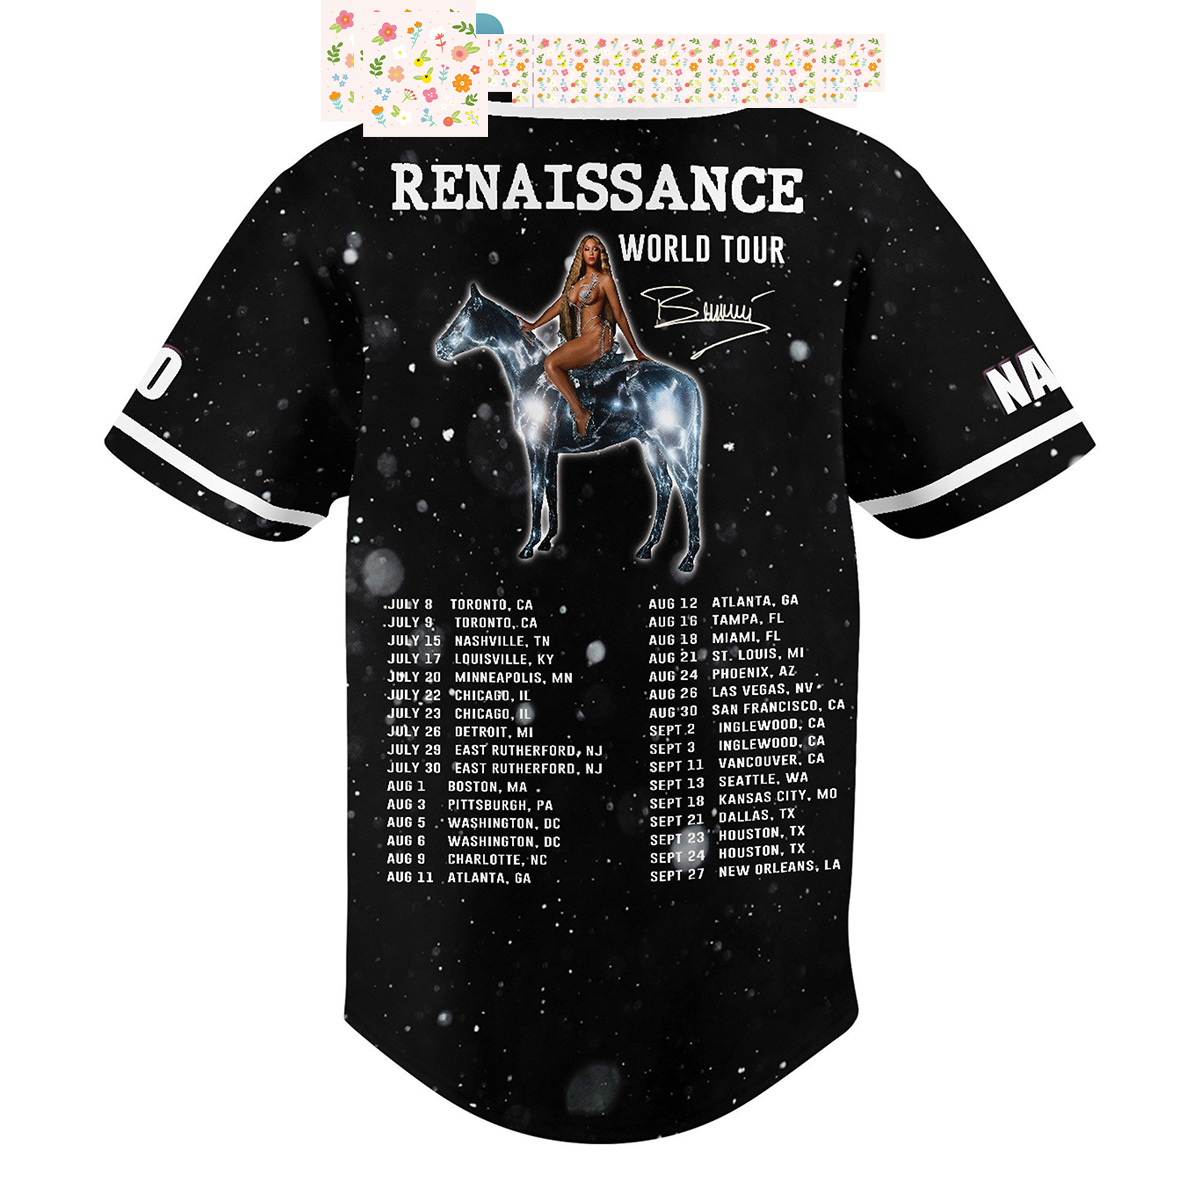 RENAISSANCE
WORLD TOUR
NA
JULY 8 TORONTO, CA
JULY 9 TORONTO, CA
JULY 15 NASHVILLE, TN
JULY 17 LOUISVILLE, KY
JULY 20 MINNEAPOLIS, MN
JULY 22 CHICAGO, IL
JULY 23 CHICAGO, IL
JULY 26 DETROIT, MI
JULY 29 EAST RUTHERFORD, NJ
JULY 30 EAST RUTHERFORD, NJ
AUG 1 BOSTON, MA
AUG 3 PITTSBURGH, PA
AUG 5 WASHINGTON, DC
AUG 6 WASHINGTON, DC
AUG 9 CHARLOTTE, NC
AUG 11 ATLANTA, GA
AUG 12 ATLANTA, GA
AUG 16 TAMPA, FL
AUG 18 MIAMI, FL
AUG 21 ST. LOUIS, MI
AUG 24 PHOENIX, AZ
AUG 26 LAS VEGAS, NV
AUG 30 SAN FRANCISCO, CA
SEPT 2 INGLEWOOD, CA
SEPT 3 INGLEWOOD, CA
SEPT 11 VANCOUVER, CA
SEPT 13 SEATTLE, WA
SEPT 18 KANSAS CITY, MO
SEPT 21 DALLAS, TX
SEPT 23 HOUSTON, TX
SEPT 24 HOUSTON, TX
SEPT 27 NEW ORLEANS, LA